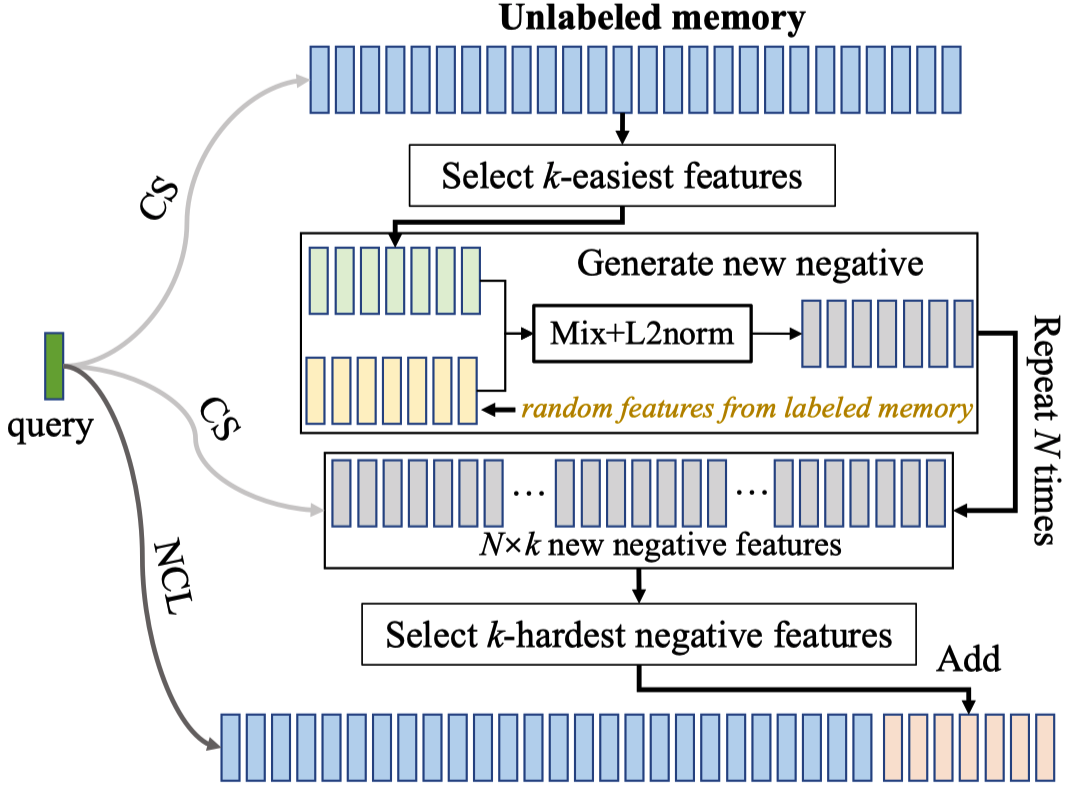 Unlabeled memory
CS
Select k-easiest features
Generate new negative
Mix+L2norm
random features from labeled memory
Repeat N times
query
CS
... ...
N×k new negative features
NCL
Select k-hardest negative features
Add